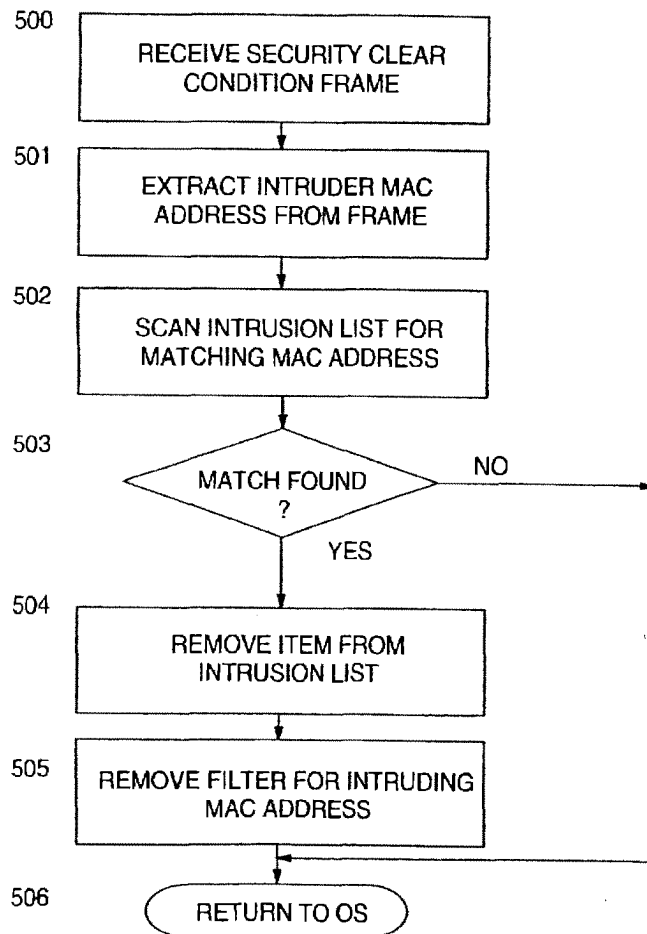 500
RECEIVE SECURITY CLEAR
CONDITION FRAME
501
EXTRACT INTRUDER MAC
ADDRESS FROM FRAME
502
SCAN INTRUSION LIST FOR
MATCHING MAC ADDRESS
503
MATCH FOUND
?
NO
YES
504
REMOVE ITEM FROM
INTRUSION LIST
505
REMOVE FILTER FOR INTRUDING
MAC ADDRESS
506
RETURN TO OS